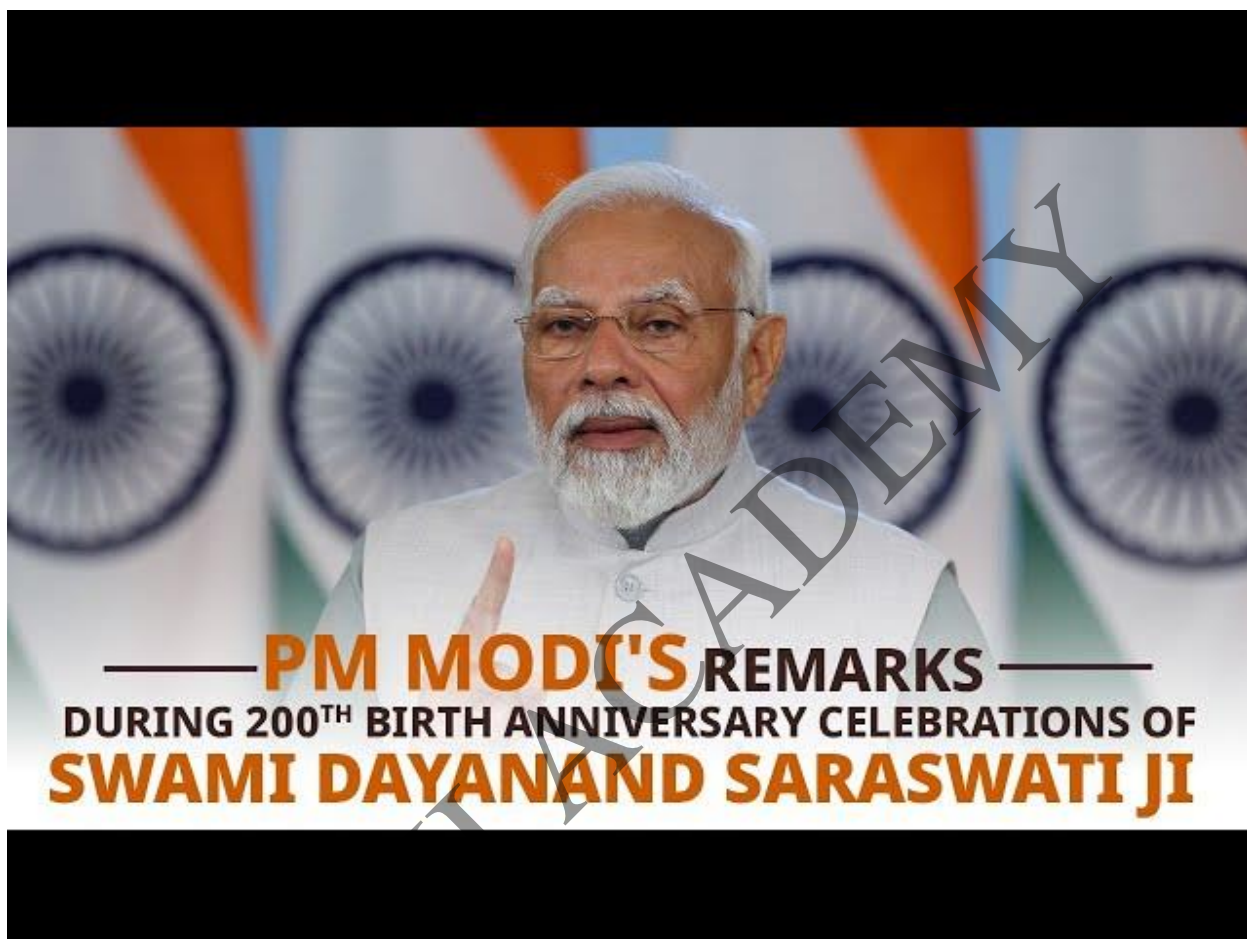 PM MODI'S REMARKS
DURING 200TH BIRTH ANNIVERSARY CELEBRATIONS OF
SWAMI DAYANAND SARASWATI JI
ACADEMY